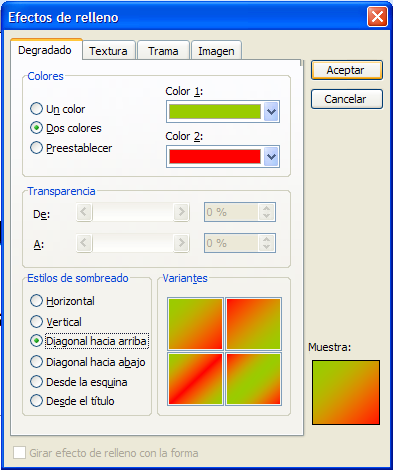 Efectos de relleno
Degradado Textura Trama Imagen
Colores
Un color
Dos colores
Preestablecer
Color 1:
Color 2:
Aceptar
Cancelar
Transparencia
De: 0 %
A: 0 %
Estilos de sombreado
Horizontal
Vertical
Diagonal hacia arriba
Diagonal hacia abajo
Desde la esquina
Desde el título
Variantes
Muestra:
Girar efecto de relleno con la forma